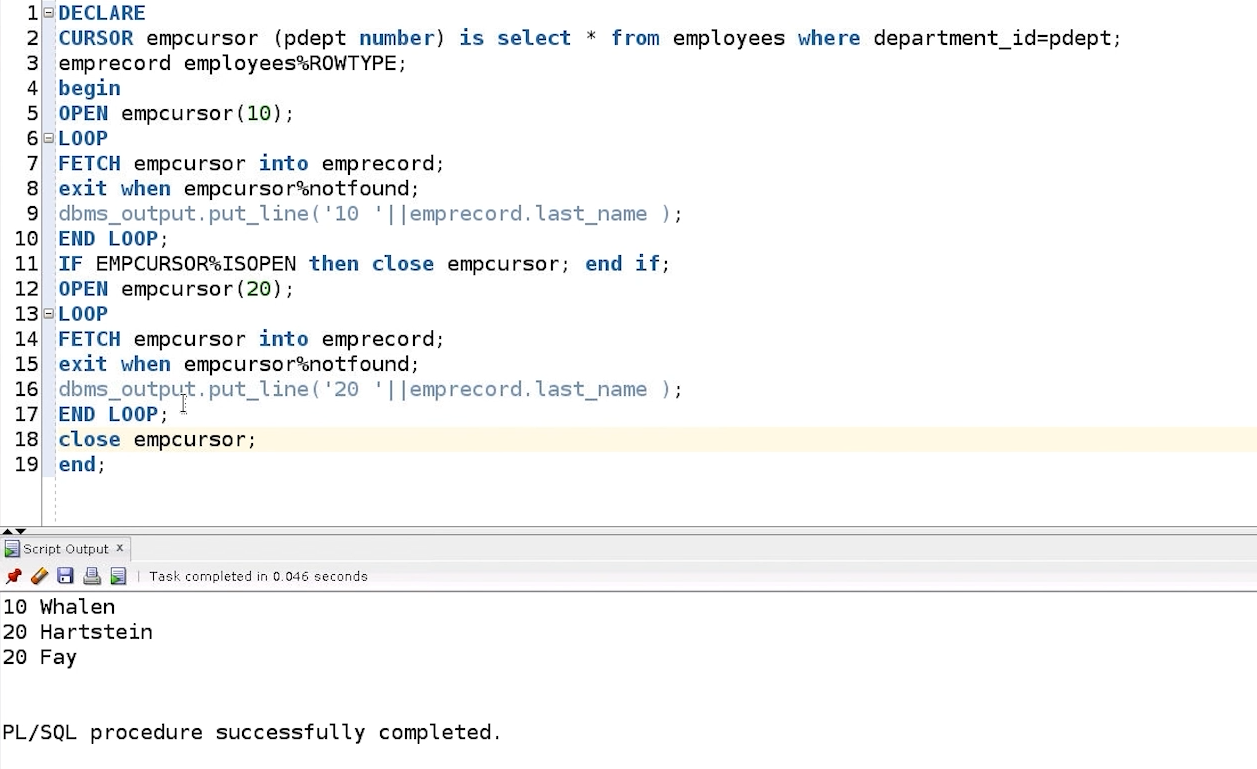 1 DECLARE
2 CURSOR empcursor (pdept number) is select * from employees where department_id=pdept;
3 emprecord employees%ROWTYPE;
4 begin
5 OPEN empcursor(10);
6 LOOP
7 FETCH empcursor into emprecord;
8 exit when empcursor%notfound;
9 dbms_output.put_line('10 '||emprecord.last_name );
10 END LOOP;
11 IF EMPCURSOR%ISOPEN then close empcursor; end if;
12 OPEN empcursor(20);
13 LOOP
14 FETCH empcursor into emprecord;
15 exit when empcursor%notfound;
16 dbms_output.put_line('20 '||emprecord.last_name );
17 END LOOP;
18 close empcursor;
19 end;
Script Output x
Task completed in 0.046 seconds
10 Whalen
20 Hartstein
20 Fay
PL/SQL procedure successfully completed.